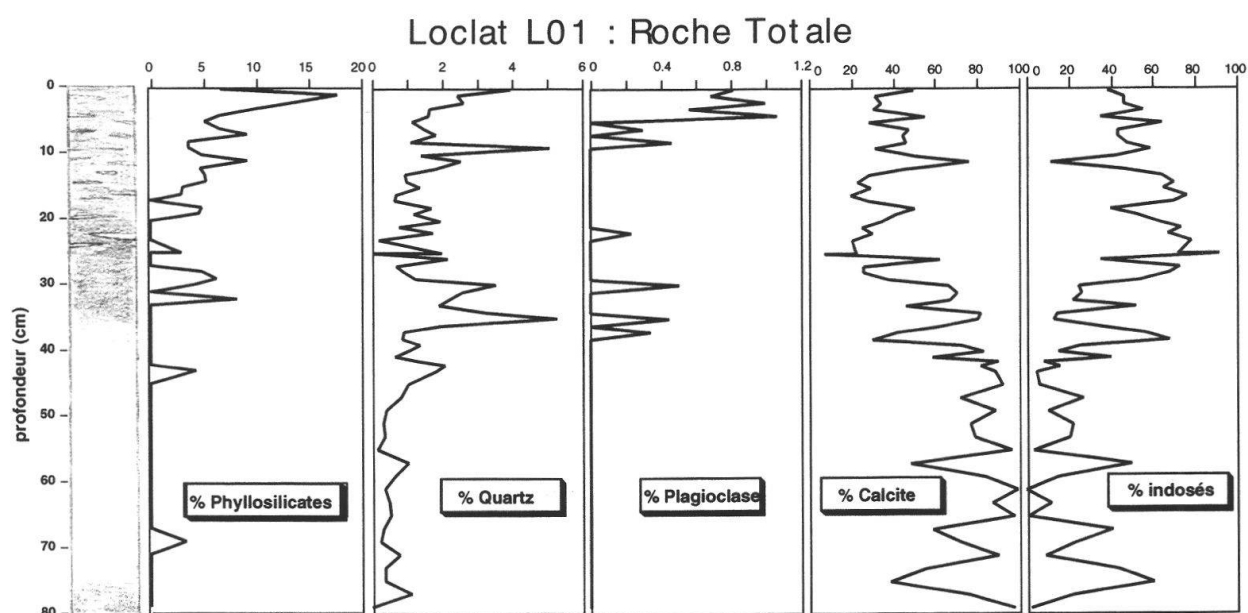 Loclat L01 : Roche Totale
0 5 10 15 20
0 2 4 6
0 0.4 0.8 1.2
0 20 40 60 80 100
0 20 40 60 80 100
profondeur (cm)
0
10
20
30
40
50
60
70
80
% Phyllosilicates
% Quartz
% Plagioclase
% Calcite
% indosés